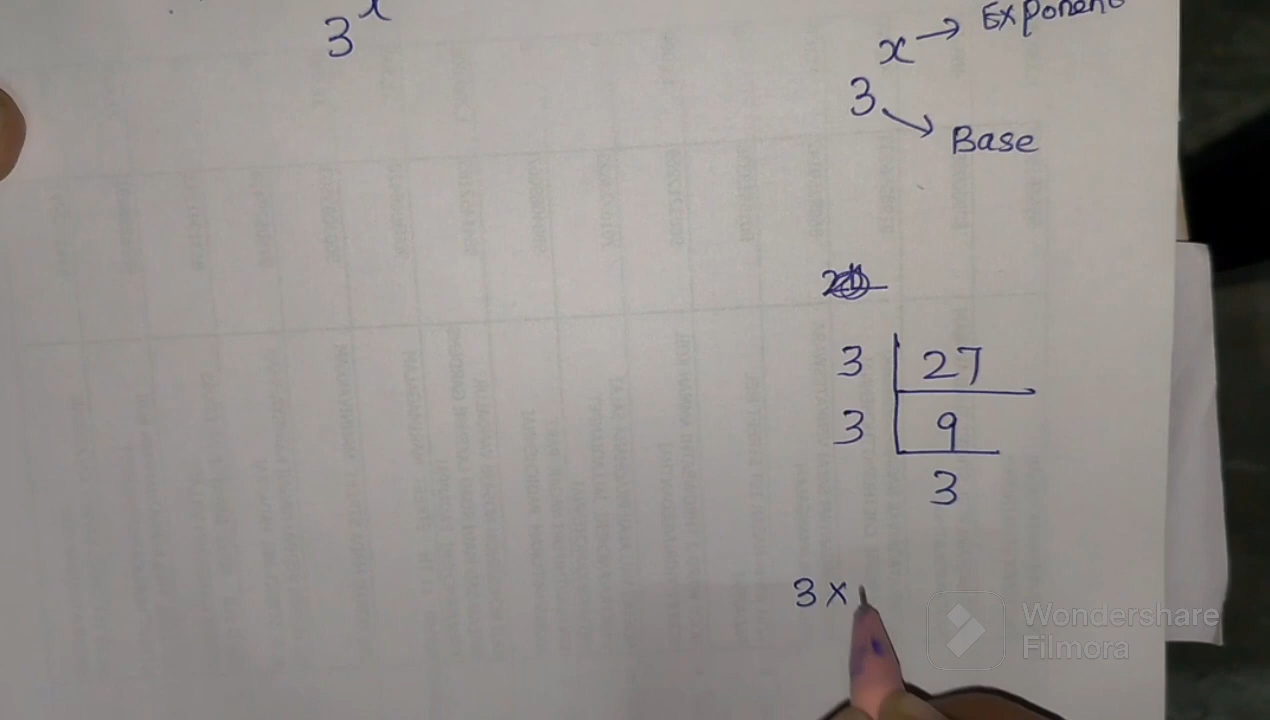 3^x
x → Exponent
3 → Base
3 | 27
3 | 9
3
3 ×
Wondershare
Filmora